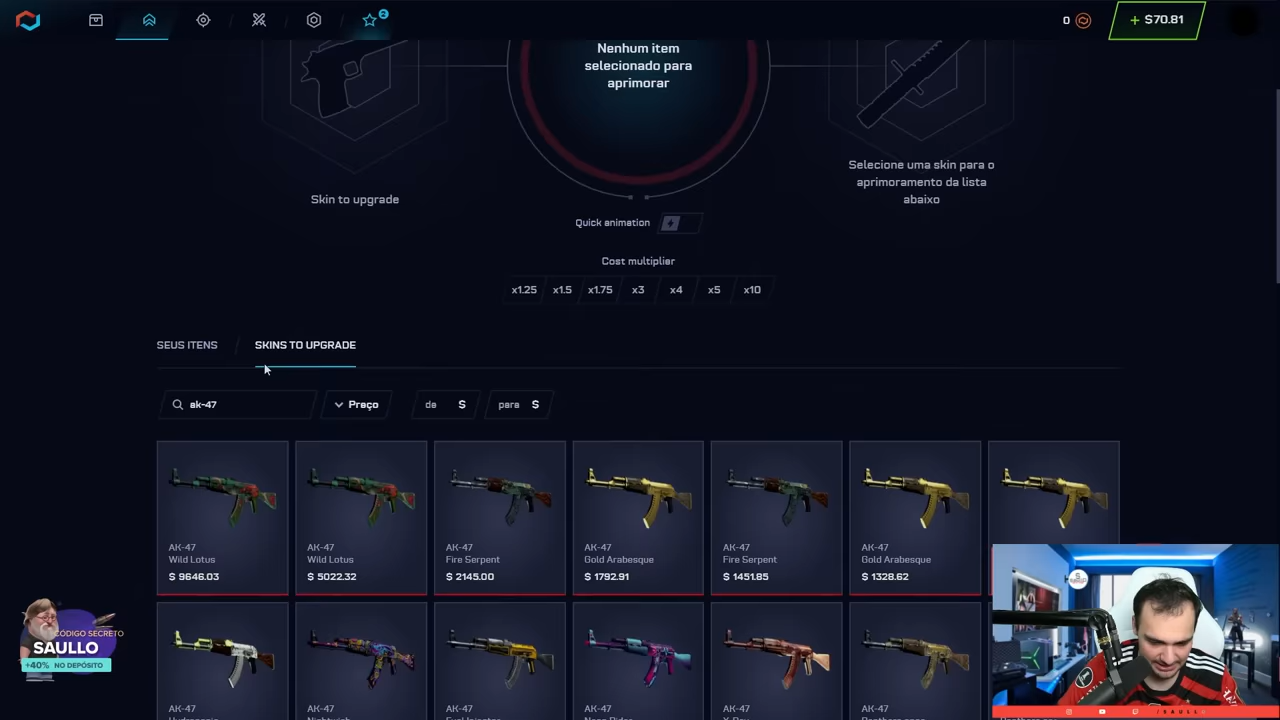 2
0
+ $70.81
Nenhum item
selecionado para
aprimorar
Skin to upgrade
Selecione uma skin para o
aprimoramento da lista
abaixo
Quick animation
Cost multiplier
x1.25
x1.5
x1.75
x3
x4
x5
x10
SEUS ITENS
SKINS TO UPGRADE
ak-47
Preço
de $
para $
AK-47
Wild Lotus
$ 9646.03
AK-47
Wild Lotus
$ 5022.32
AK-47
Fire Serpent
$ 2145.00
AK-47
Gold Arabesque
$ 1792.91
AK-47
Fire Serpent
$ 1451.85
AK-47
Gold Arabesque
$ 1328.62
AK-47
AK-47
AK-47
AK-47
AK-47
AK-47
CÓDIGO SECRETO
SAULLO
+40% NO DEPÓSITO